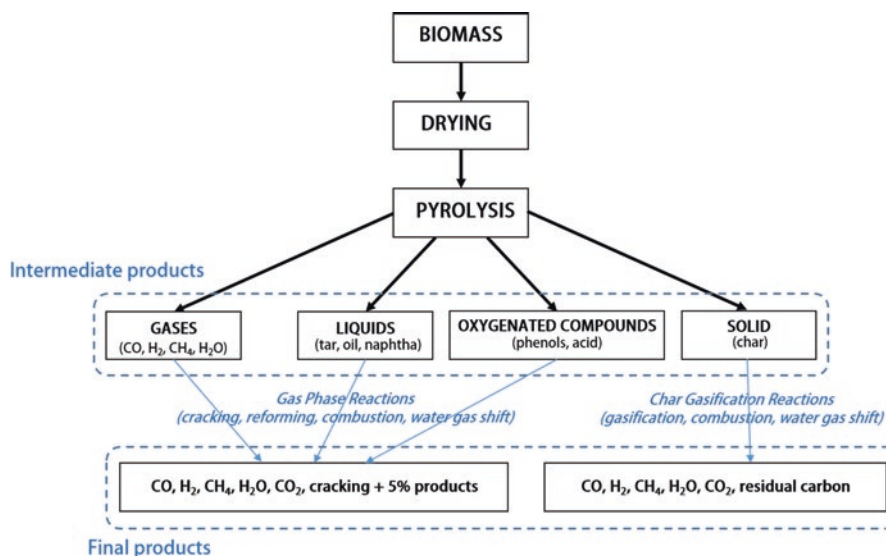 BIOMASS
DRYING
PYROLYSIS
Intermediate products
GASES
(CO, H₂, CH₄, H₂O)
LIQUIDS
(tar, oil, naphtha)
OXYGENATED COMPOUNDS
(phenols, acid)
SOLID
(char)
Gas Phase Reactions
(cracking, reforming, combustion, water gas shift)
Char Gasification Reactions
(gasification, combustion, water gas shift)
CO, H₂, CH₄, H₂O, CO₂, cracking + 5% products
CO, H₂, CH₄, H₂O, CO₂, residual carbon
Final products